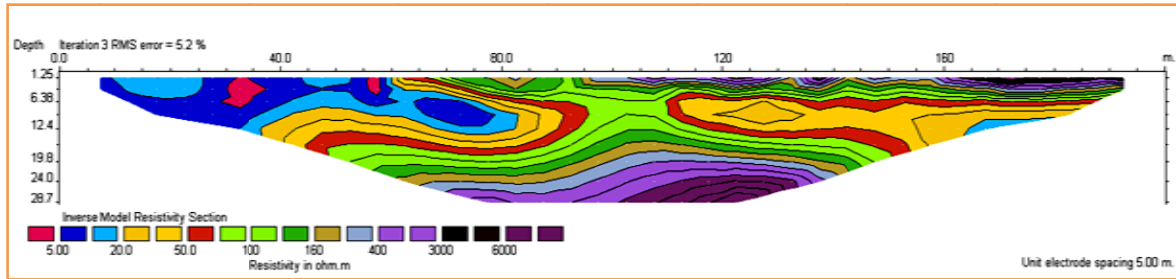 Depth Iteration 3 RMS error = 5.2 %
0.0 40.0 80.0 120 160 m.
1.25
6.38
12.4
19.8
24.0
28.7
Inverse Model Resistivity Section
5.00 20.0 50.0 100 160 400 3000 6000
Resistivity in ohm.m
Unit electrode spacing 5.00 m.